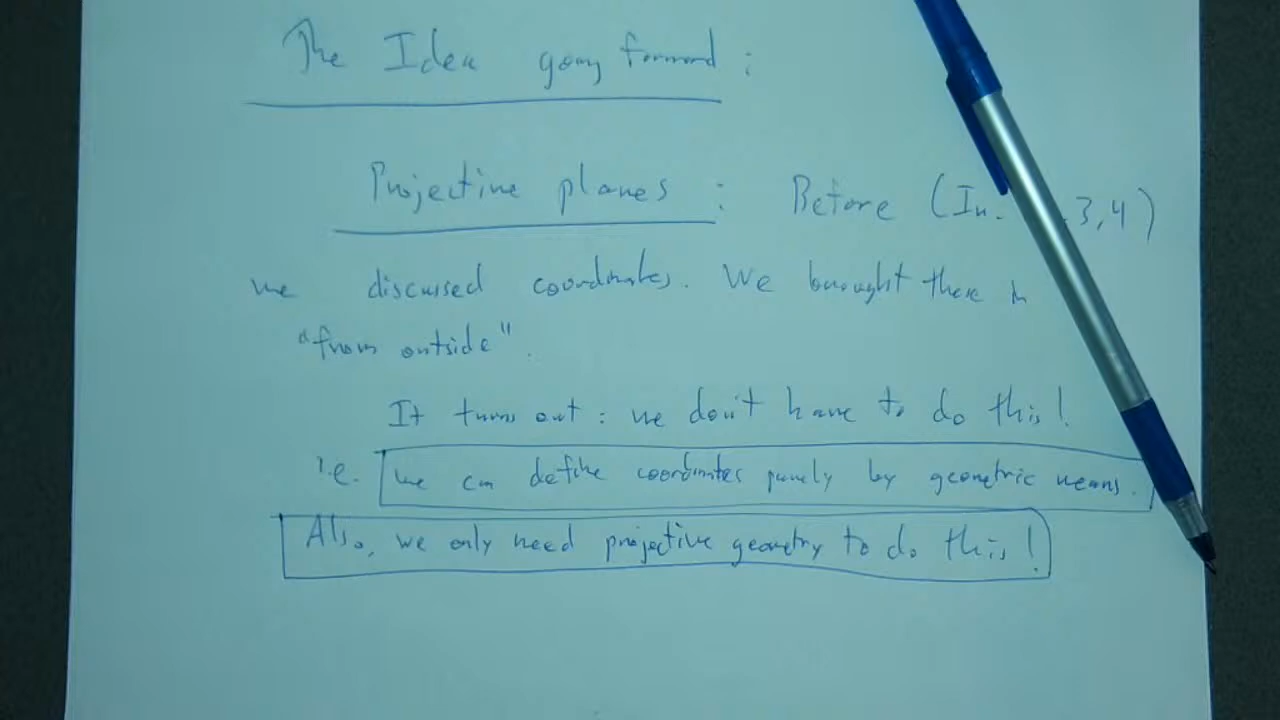 The Idea going forward :
Projective planes : Before (In. 3,4)
we discussed coordinates. We brought these in
"from outside".
It turns out : we don't have to do this!
i.e. we can define coordinates purely by geometric means.
Also, we only need projective geometry to do this!